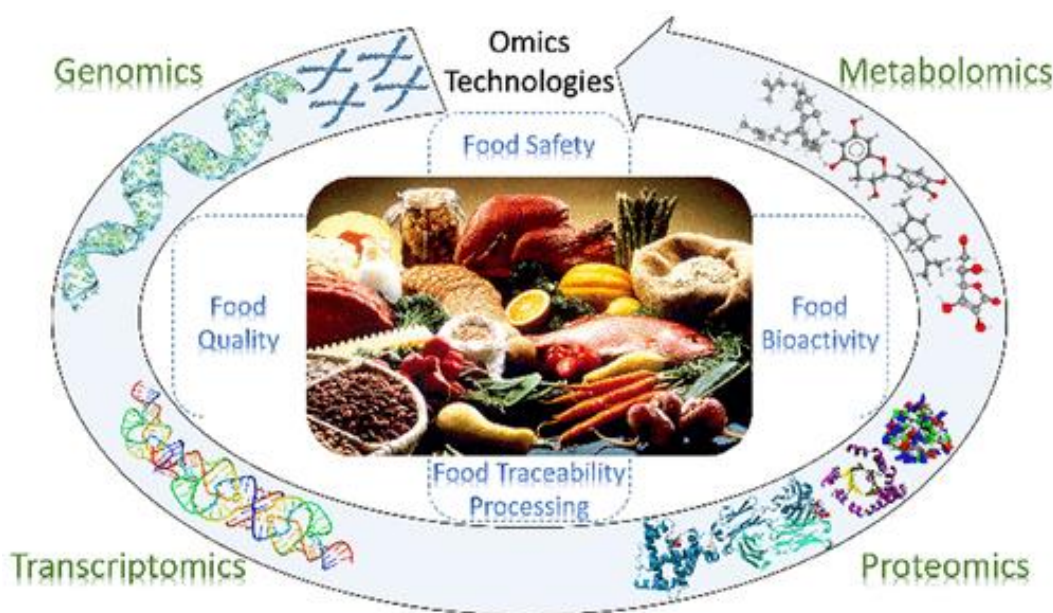 Omics
Technologies
Genomics
Metabolomics
Food Safety
Food
Quality
Food
Bioactivity
Food Traceability
Processing
Transcriptomics
Proteomics